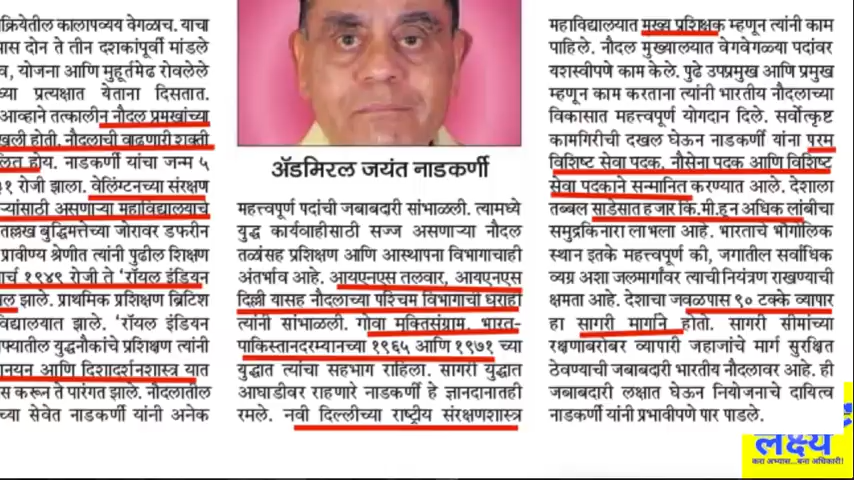 क्रियेतील कालापव्यय वेगळाच. याचा
पास दोन ते तीन दशकांपूर्वी मांडले
व, योजना आणि मुहूर्तमेढ रोवलेले
च्या प्रत्यक्षात येताना दिसतात.
आव्हाने तत्कालीन नौदल प्रमुखांच्या
खली होती. नौदलाची वाढणारी शक्ती
लित होय. नाडकर्णी यांचा जन्म ५
१ रोजी झाला. वेलिंग्टनच्या संरक्षण
ऱ्यांसाठी असणाऱ्या महाविद्यालयाचे
तल्लख बुद्धिमत्तेच्या जोरावर डफरीन
प्रावीण्य श्रेणीत त्यांनी पुढील शिक्षण
मार्च १९४९ रोजी ते 'रॉयल इंडियन
झाले. प्राथमिक प्रशिक्षण ब्रिटिश
विद्यालयात झाले. 'रॉयल इंडियन
फ्यातील युद्धनौकांचे प्रशिक्षण त्यांनी
नयन आणि दिशादर्शनशास्त्र यात
स करून ते पारंगत झाले. नौदलातील
च्या सेवेत नाडकर्णी यांनी अनेक
ॲडमिरल जयंत नाडकर्णी
महत्त्वपूर्ण पदांची जबाबदारी सांभाळली. त्यामध्ये
युद्ध कार्यवाहीसाठी सज्ज असणाऱ्या नौदल
तळांसह प्रशिक्षण आणि आस्थापना विभागाचाही
अंतर्भाव आहे. आयएनएस तलवार, आयएनएस
दिल्ली यासह नौदलाच्या पश्चिम विभागाची धुराही
त्यांनी सांभाळली. गोवा मुक्तिसंग्राम, भारत-
पाकिस्तानदरम्यानच्या १९६५ आणि १९७१ च्या
युद्धात त्यांचा सहभाग राहिला. सागरी युद्धात
आघाडीवर राहणारे नाडकर्णी हे ज्ञानदानातही
रमले. नवी दिल्लीच्या राष्ट्रीय संरक्षणशास्त्र
महाविद्यालयात मुख्य प्रशिक्षक म्हणून त्यांनी काम
पाहिले. नौदल मुख्यालयात वेगवेगळ्या पदांवर
यशस्वीपणे काम केले. पुढे उपप्रमुख आणि प्रमुख
म्हणून काम करताना त्यांनी भारतीय नौदलाच्या
विकासात महत्त्वपूर्ण योगदान दिले. सर्वोत्कृष्ट
कामगिरीची दखल घेऊन नाडकर्णी यांना परम
विशिष्ट सेवा पदक, नौसेना पदक आणि विशिष्ट
सेवा पदकाने सन्मानित करण्यात आले. देशाला
तब्बल साडेसात हजार कि.मी.हून अधिक लांबीचा
समुद्रकिनारा लाभला आहे. भारताचे भौगोलिक
स्थान इतके महत्त्वपूर्ण की, जगातील सर्वाधिक
व्यग्र अशा जलमार्गांवर त्याची नियंत्रण राखण्याची
क्षमता आहे. देशाचा जवळपास ९० टक्के व्यापार
हा सागरी मार्गाने होतो. सागरी सीमांच्या
रक्षणाबरोबर व्यापारी जहाजांचे मार्ग सुरक्षित
ठेवण्याची जबाबदारी भारतीय नौदलावर आहे. ही
जबाबदारी लक्षात घेऊन नियोजनाचे दायित्व
नाडकर्णी यांनी प्रभावीपणे पार पाडले.
लक्ष्य
करा अभ्यास...बना अधिकारी!